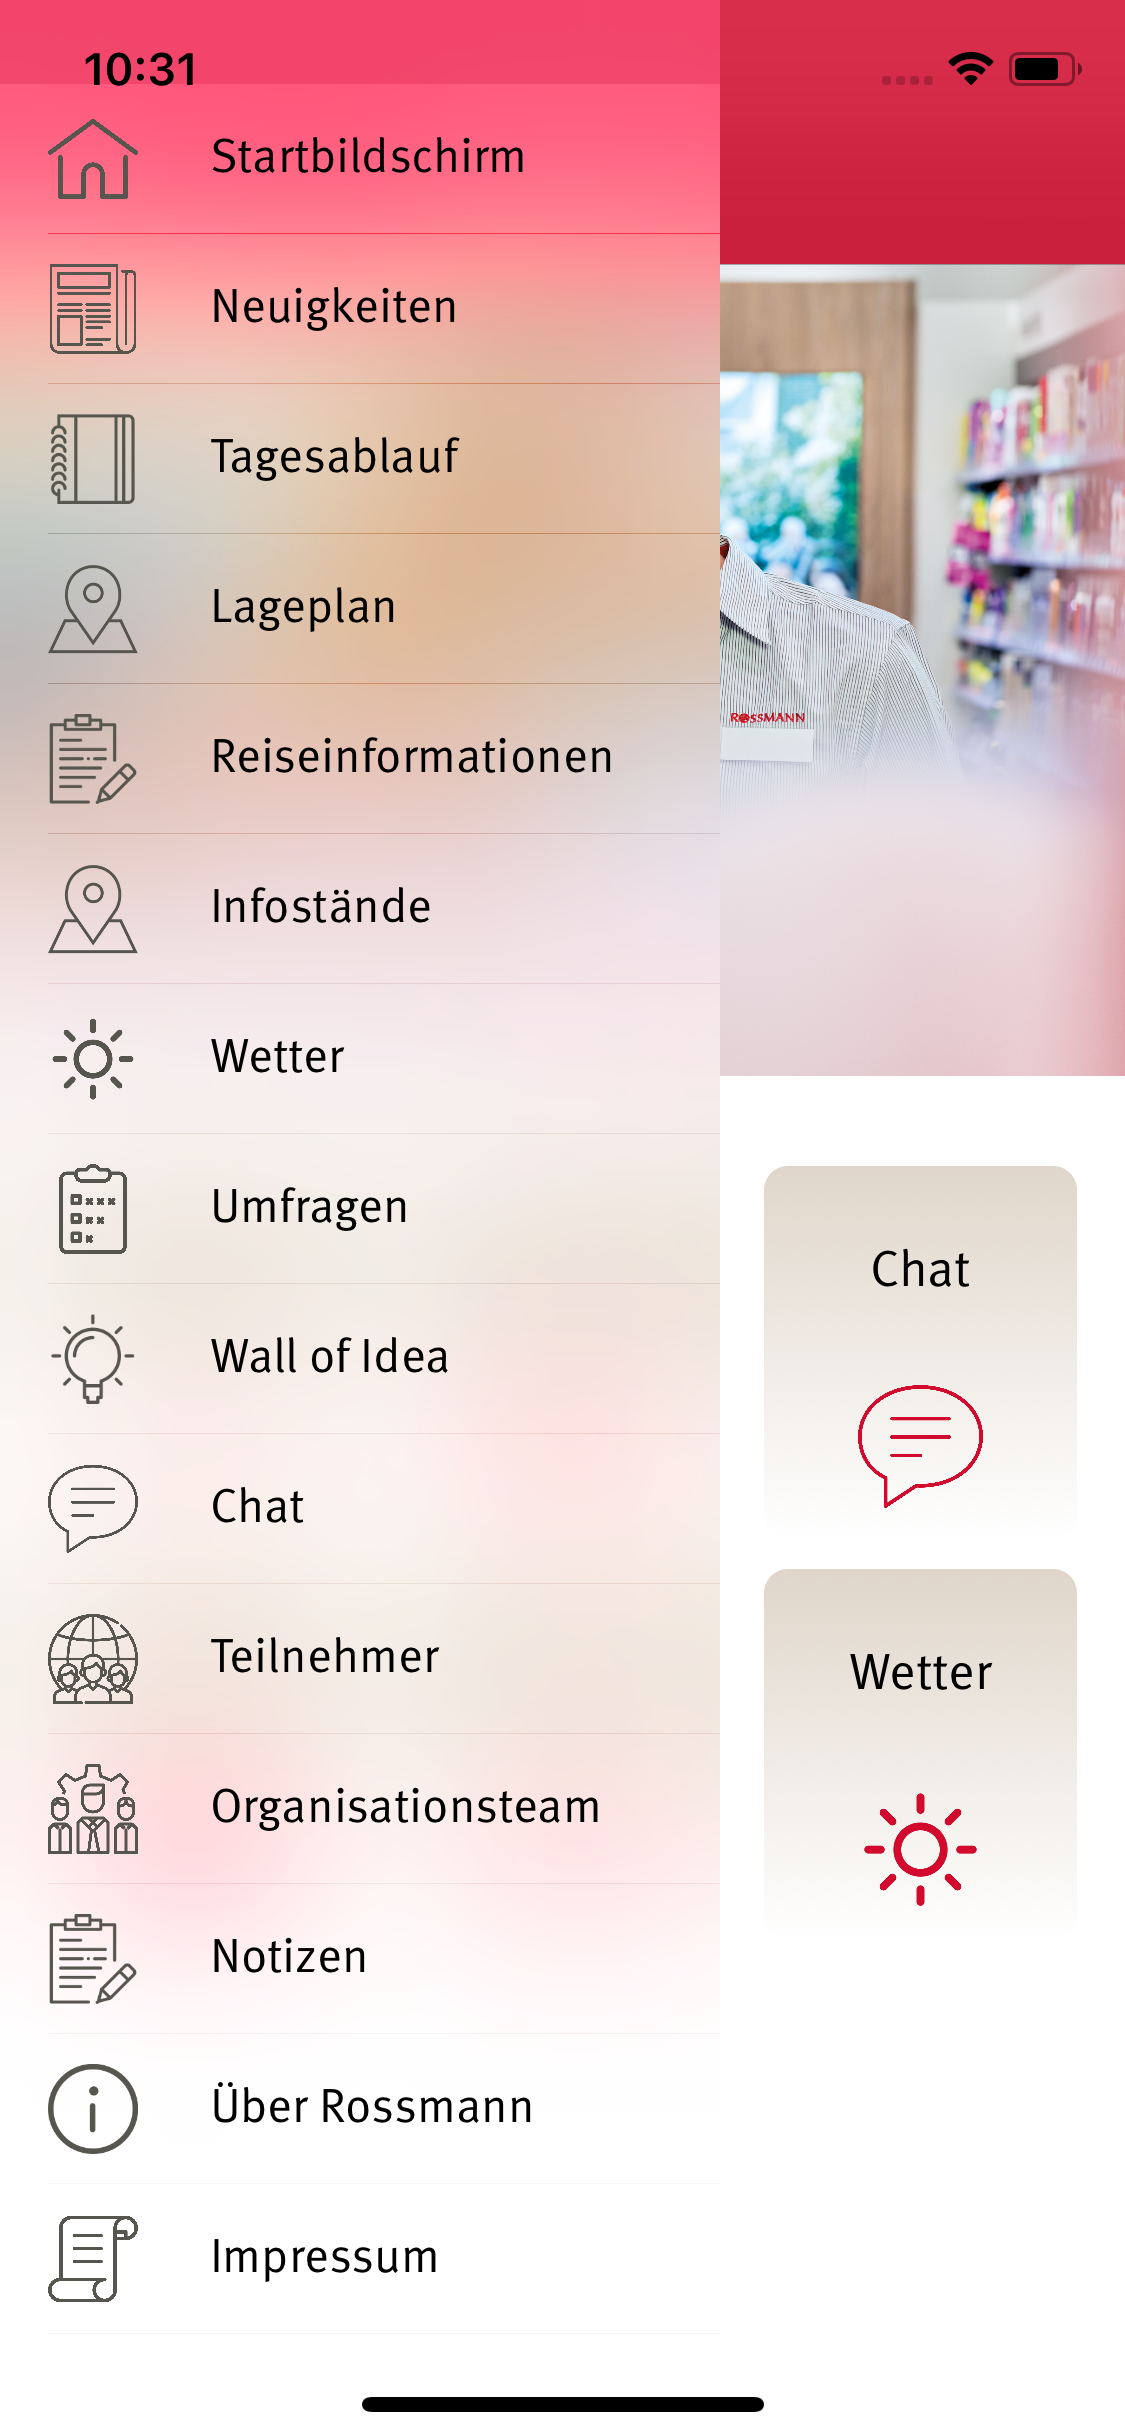 10:31
Startbildschirm
Neuigkeiten
Tagesablauf
Lageplan
Reiseinformationen
Infostände
Wetter
Umfragen
Wall of Idea
Chat
Teilnehmer
Organisationsteam
Notizen
Über Rossmann
Impressum
ROSSMANN
Chat
Wetter